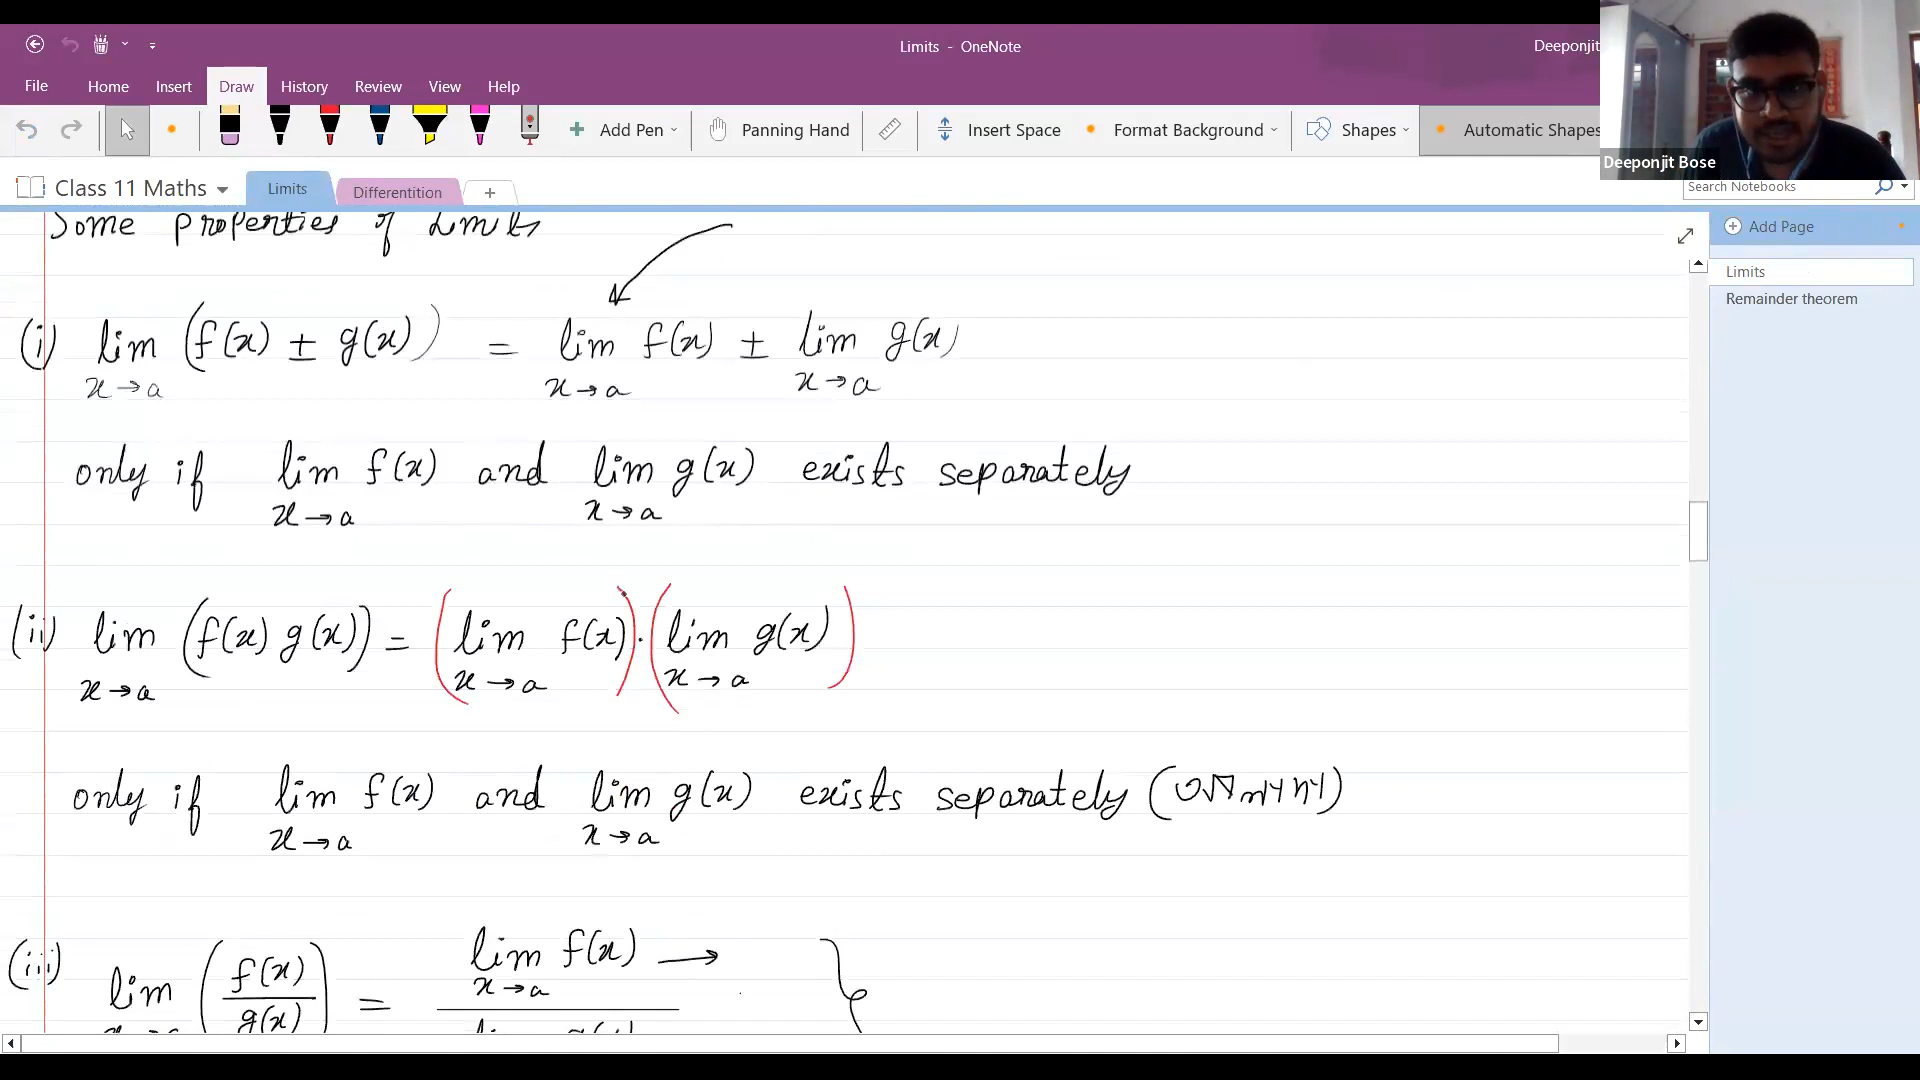 Limits - OneNote
Deeponjit
File Home Insert Draw History Review View Help
Add Pen Panning Hand Insert Space Format Background Shapes Automatic Shapes
Deeponjit Bose
Class 11 Maths Limits Differentition +
Search Notebooks
Add Page
Limits
Remainder theorem
Some properties of Limits
(i) lim (f(x) ± g(x)) = lim f(x) ± lim g(x)
x→a x→a x→a
only if lim f(x) and lim g(x) exists separately
x→a x→a
(ii) lim (f(x) g(x)) = (lim f(x)) · (lim g(x))
x→a x→a x→a
only if lim f(x) and lim g(x) exists separately
x→a x→a
(iii) lim (f(x)/g(x)) = lim f(x) →
x→a